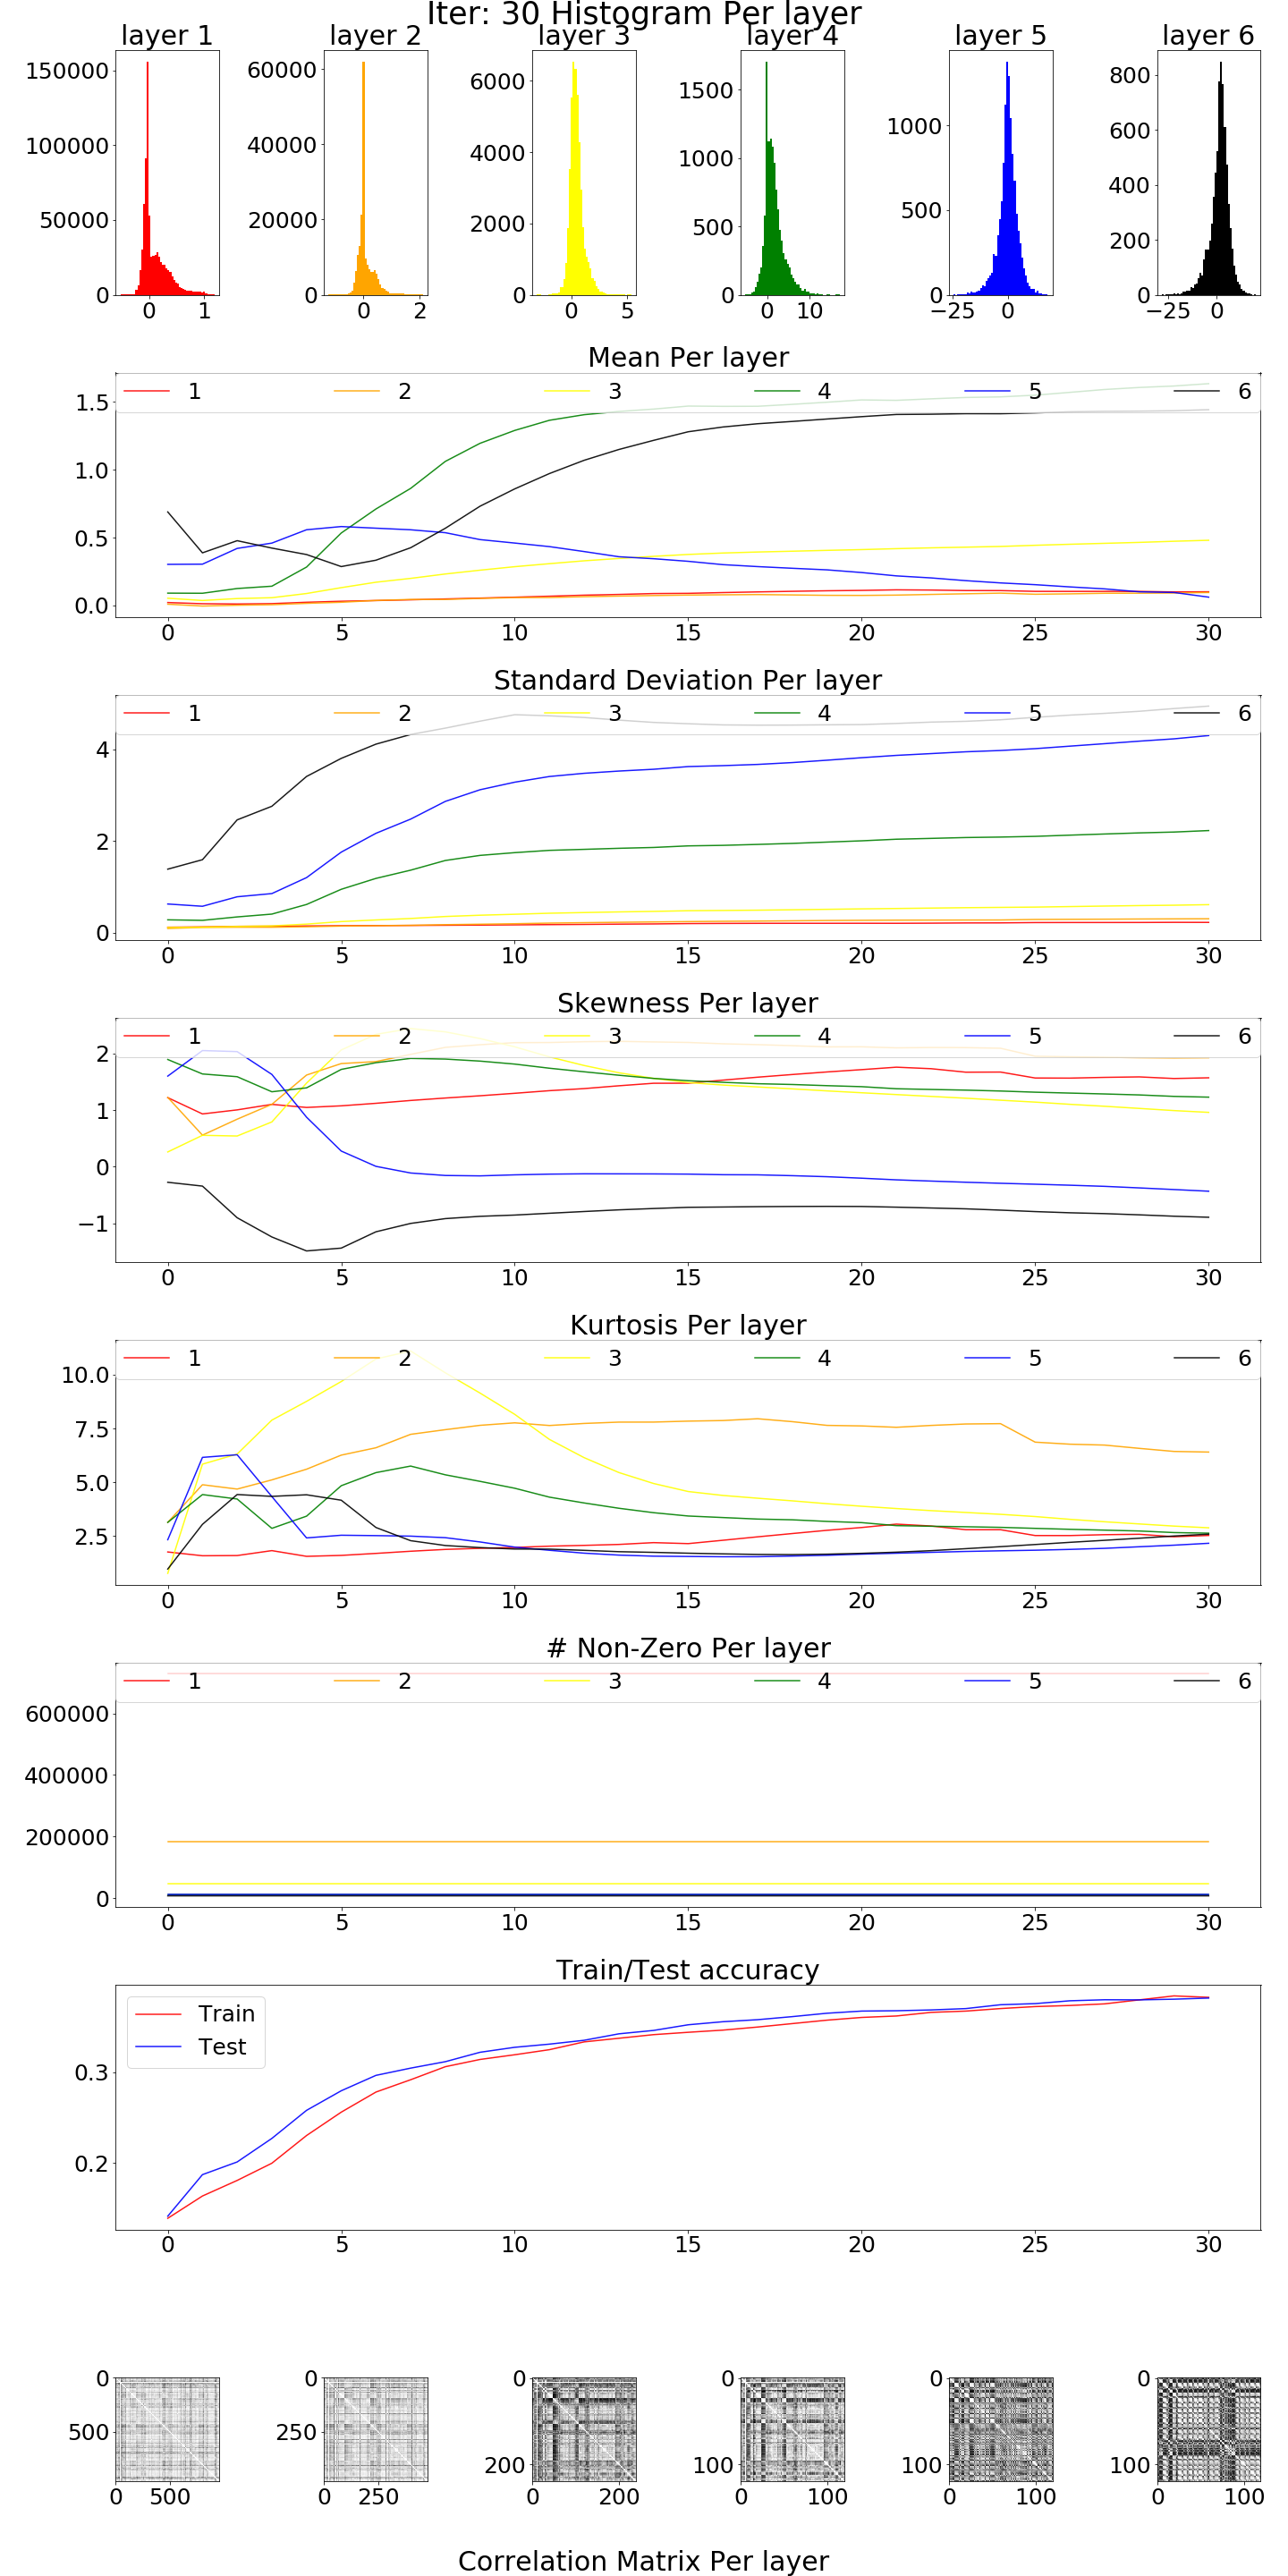 Iter: 30 Histogram Per layer
layer 1 layer 2 layer 3 layer 4 layer 5 layer 6
150000 100000 50000 0
0 1
60000 40000 20000 0
0 2
6000 4000 2000 0
0 5
1500 1000 500 0
0 10
1000 500 0
−25 0
800 600 400 200 0
−25 0
Mean Per layer
1 2 3 4 5 6
1.5
1.0
0.5
0.0
0 5 10 15 20 25 30
Standard Deviation Per layer
1 2 3 4 5 6
4
2
0
0 5 10 15 20 25 30
Skewness Per layer
1 2 3 4 5 6
2
1
0
−1
0 5 10 15 20 25 30
Kurtosis Per layer
1 2 3 4 5 6
10.0
7.5
5.0
2.5
0 5 10 15 20 25 30
# Non-Zero Per layer
1 2 3 4 5 6
600000
400000
200000
0
0 5 10 15 20 25 30
Train/Test accuracy
Train
Test
0.3
0.2
0 5 10 15 20 25 30
0 500
0 500
0 250
0 250
0 200
0 200
0 100
0 100
0 100
0 100
0 100
0 100
Correlation Matrix Per layer